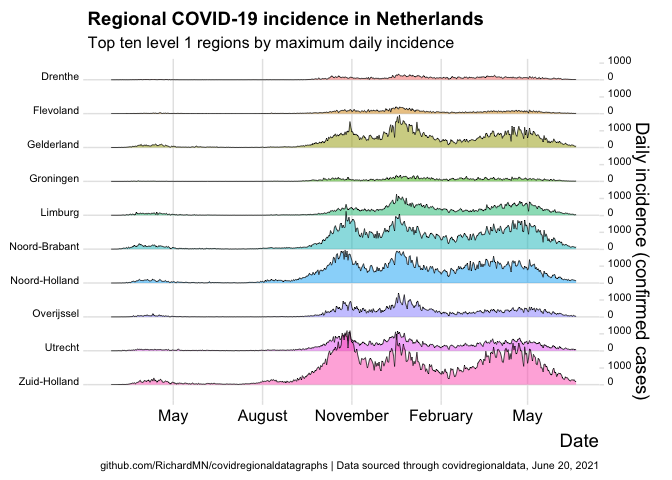 Regional COVID-19 incidence in Netherlands
Top ten level 1 regions by maximum daily incidence
Drenthe
Flevoland
Gelderland
Groningen
Limburg
Noord-Brabant
Noord-Holland
Overijssel
Utrecht
Zuid-Holland
1000
0
1000
0
1000
0
1000
0
1000
0
1000
0
1000
0
1000
0
1000
0
1000
0
Daily incidence (confirmed cases)
May August November February May
Date
github.com/RichardMN/covidregionaldatagraphs | Data sourced through covidregionaldata, June 20, 2021